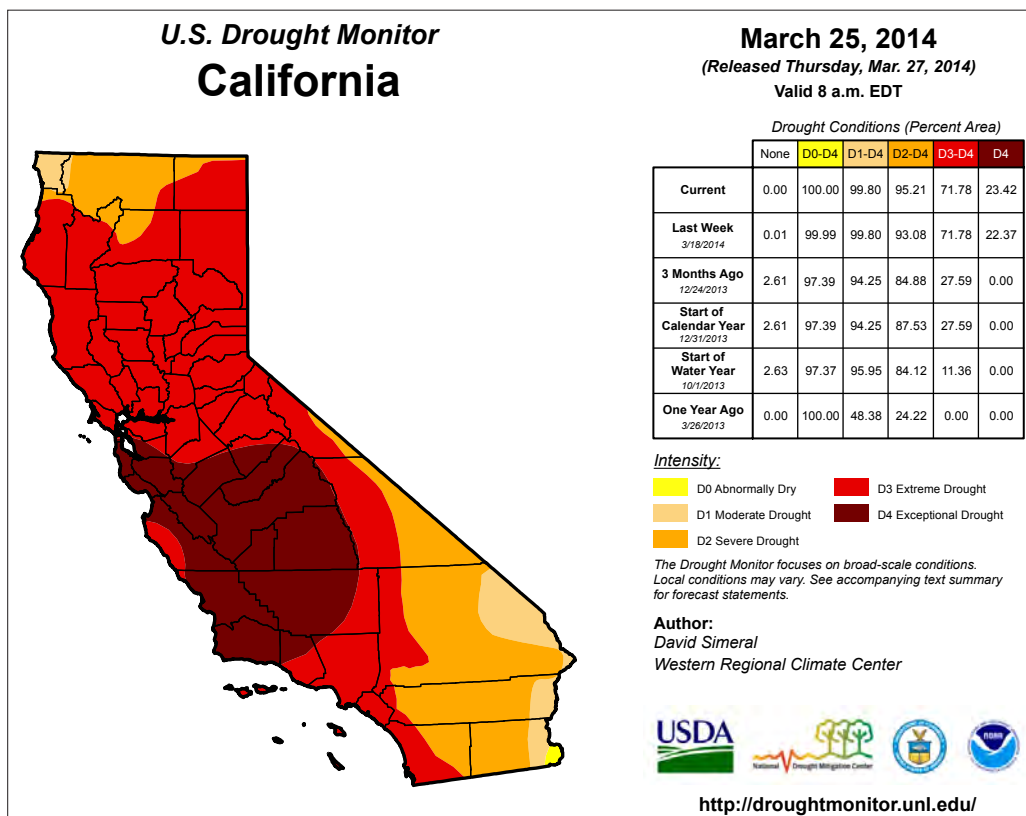 U.S. Drought Monitor
California
March 25, 2014
(Released Thursday, Mar. 27, 2014)
Valid 8 a.m. EDT
Drought Conditions (Percent Area)
None D0-D4 D1-D4 D2-D4 D3-D4 D4
Current 0.00 100.00 99.80 95.21 71.78 23.42
Last Week
3/18/2014
0.01 99.99 99.80 93.08 71.78 22.37
3 Months Ago
12/24/2013
2.61 97.39 94.25 84.88 27.59 0.00
Start of
Calendar Year
12/31/2013
2.61 97.39 94.25 87.53 27.59 0.00
Start of
Water Year
10/1/2013
2.63 97.37 95.95 84.12 11.36 0.00
One Year Ago
3/26/2013
0.00 100.00 48.38 24.22 0.00 0.00
Intensity:
D0 Abnormally Dry
D1 Moderate Drought
D2 Severe Drought
D3 Extreme Drought
D4 Exceptional Drought
The Drought Monitor focuses on broad-scale conditions.
Local conditions may vary. See accompanying text summary
for forecast statements.
Author:
David Simeral
Western Regional Climate Center
USDA
National Drought Mitigation Center
NOAA
http://droughtmonitor.unl.edu/